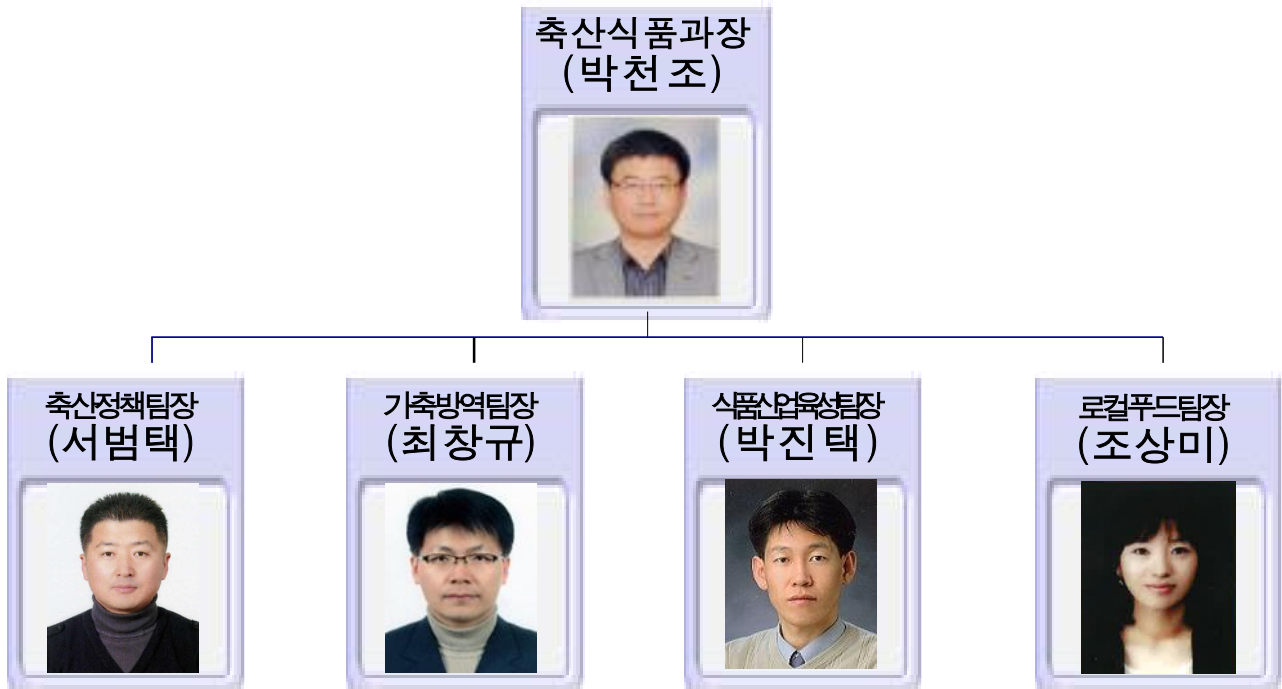 축산식품과장
(박천조)
축산정책팀장
(서범택)
가축방역팀장
(최창규)
식품산업육성팀장
(박진택)
로컬푸드팀장
(조상미)